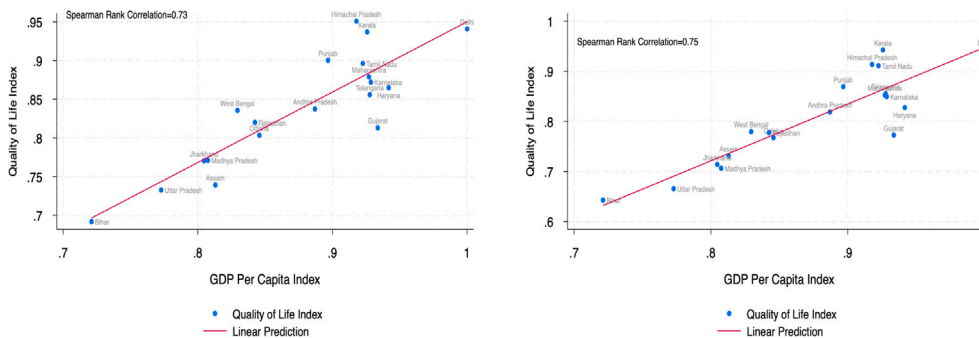 Spearman Rank Correlation=0.73
Quality of Life Index
.95
.9
.85
.8
.75
.7
Himachal Pradesh
Kerala
Delhi
Punjab
Tamil Nadu
Maharashtra
Karnataka
Telangana
Haryana
West Bengal
Andhra Pradesh
Rajasthan
Odisha
Gujarat
Jharkhand
Madhya Pradesh
Assam
Uttar Pradesh
Bihar
.7
.8
.9
1
GDP Per Capita Index
Quality of Life Index
Linear Prediction
Spearman Rank Correlation=0.75
Quality of Life Index
1
.9
.8
.7
.6
Kerala
Himachal Pradesh
Tamil Nadu
Punjab
Karnataka
Andhra Pradesh
Haryana
West Bengal
Rajasthan
Gujarat
Assam
Jharkhand
Madhya Pradesh
Uttar Pradesh
Bihar
.7
.8
.9
GDP Per Capita Index
Quality of Life Index
Linear Prediction